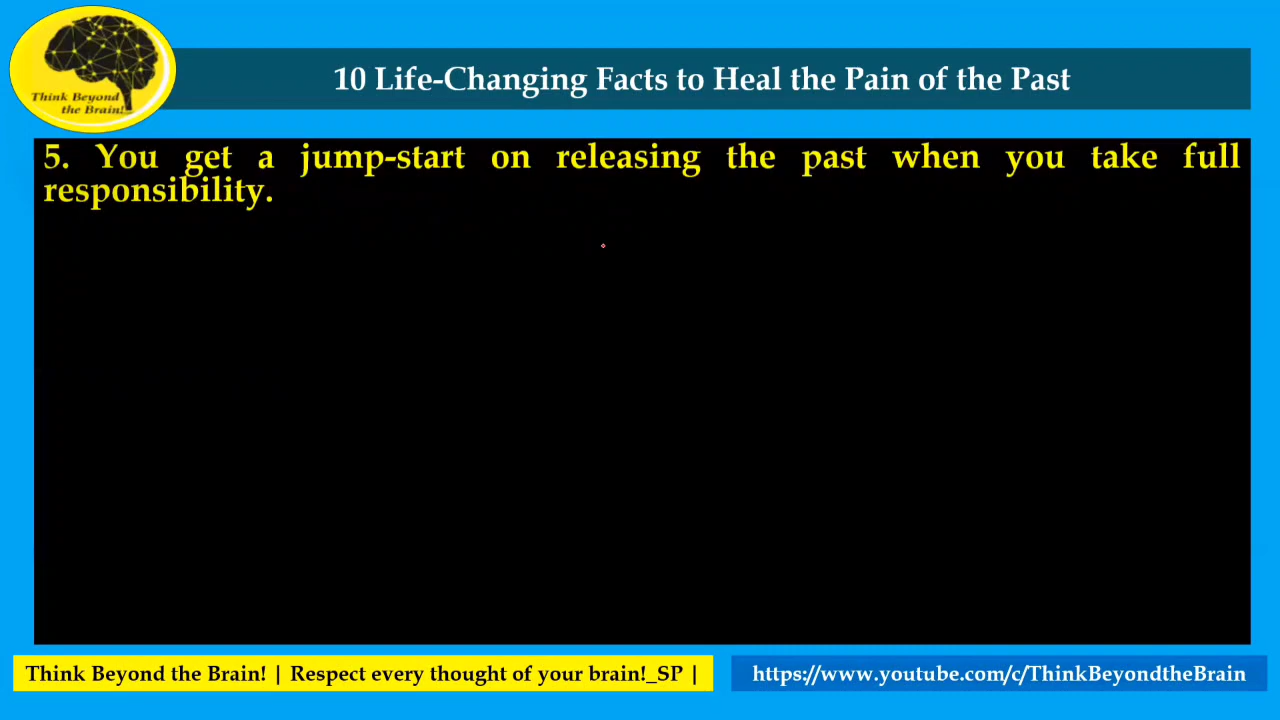 Think Beyond
the Brain!
10 Life-Changing Facts to Heal the Pain of the Past
5. You get a jump-start on releasing the past when you take full
responsibility.
Think Beyond the Brain! | Respect every thought of your brain!_SP |
https://www.youtube.com/c/ThinkBeyondtheBrain